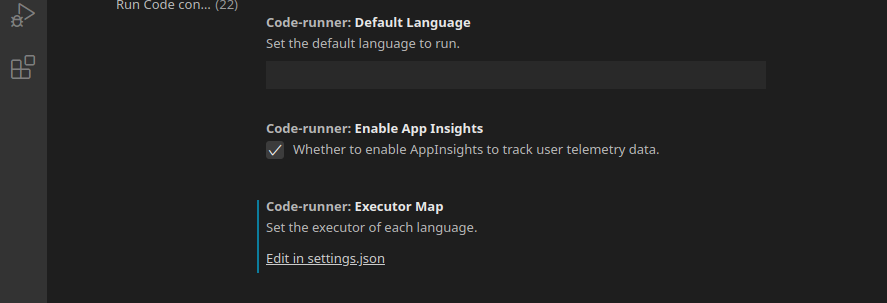 Run Code con... (22)
Code-runner: Default Language
Set the default language to run.
Code-runner: Enable App Insights
Whether to enable AppInsights to track user telemetry data.
Code-runner: Executor Map
Set the executor of each language.
Edit in settings.json